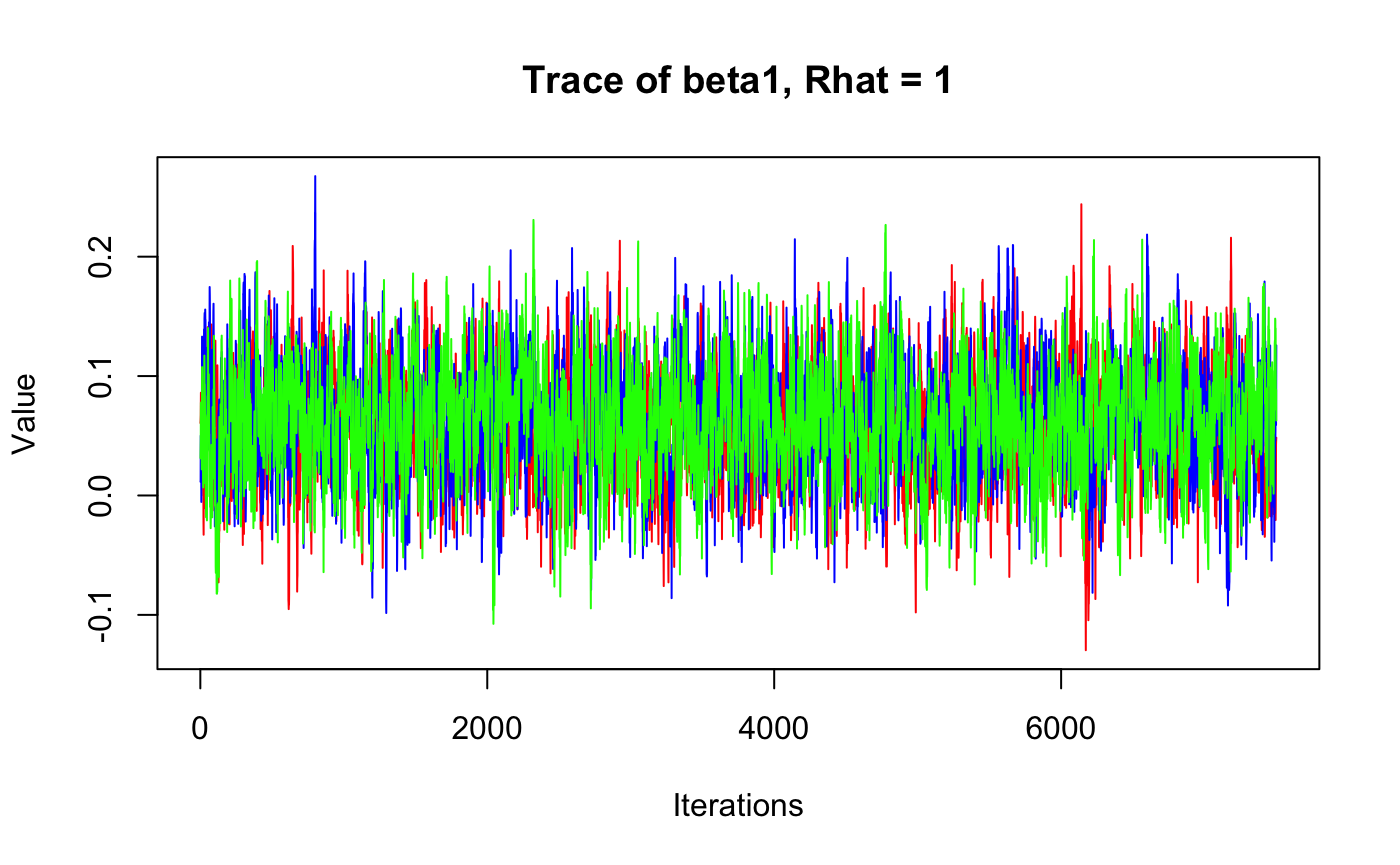 Trace of beta1, Rhat = 1
Value
0.2
0.1
0.0
-0.1
0
2000
4000
6000
Iterations